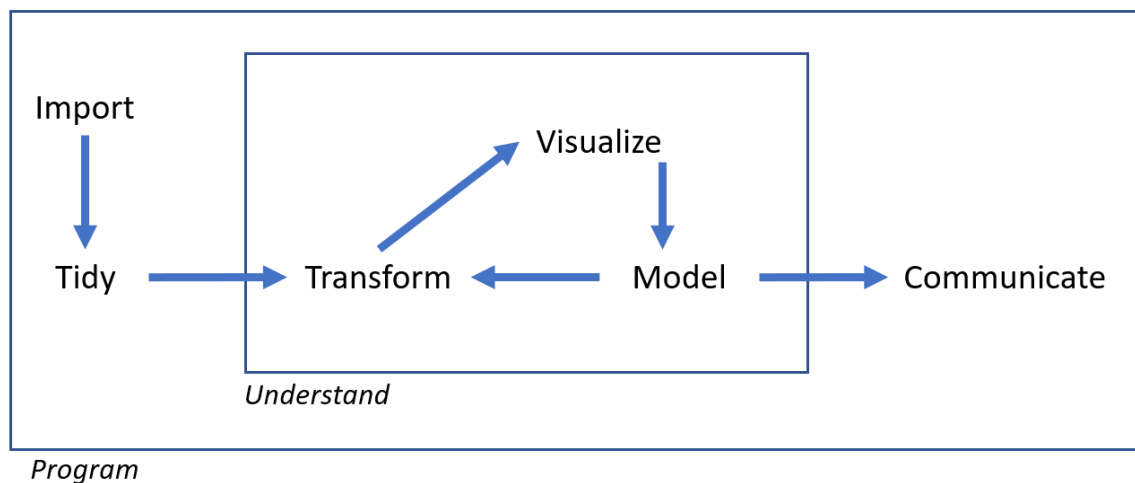 Import
Visualize
Tidy
Transform
Model
Communicate
Understand
Program